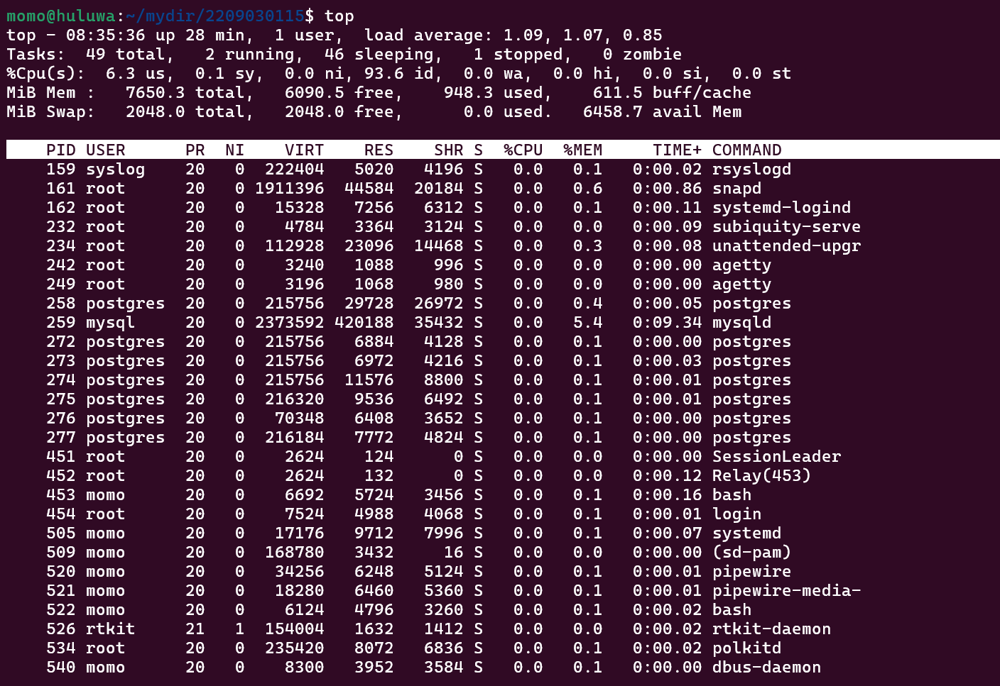 momo@huluwa:~/mydir/2209030115$ top
top - 08:35:36 up 28 min,  1 user,  load average: 1.09, 1.07, 0.85
Tasks:  49 total,   2 running,  46 sleeping,   1 stopped,   0 zombie
%Cpu(s):  6.3 us,  0.1 sy,  0.0 ni, 93.6 id,  0.0 wa,  0.0 hi,  0.0 si,  0.0 st
MiB Mem :   7650.3 total,   6090.5 free,    948.3 used,    611.5 buff/cache
MiB Swap:   2048.0 total,   2048.0 free,      0.0 used.   6458.7 avail Mem
    PID USER      PR  NI    VIRT    RES    SHR S  %CPU  %MEM     TIME+ COMMAND
    159 syslog    20   0  222404   5020   4196 S   0.0   0.1   0:00.02 rsyslogd
    161 root      20   0 1911396  44584  20184 S   0.0   0.6   0:00.86 snapd
    162 root      20   0   15328   7256   6312 S   0.0   0.1   0:00.11 systemd-logind
    232 root      20   0    4784   3364   3124 S   0.0   0.0   0:00.09 subiquity-serve
    234 root      20   0  112928  23096  14468 S   0.0   0.3   0:00.08 unattended-upgr
    242 root      20   0    3240   1088    996 S   0.0   0.0   0:00.00 agetty
    249 root      20   0    3196   1068    980 S   0.0   0.0   0:00.00 agetty
    258 postgres  20   0  215756  29728  26972 S   0.0   0.4   0:00.05 postgres
    259 mysql     20   0 2373592 420188  35432 S   0.0   5.4   0:09.34 mysqld
    272 postgres  20   0  215756   6884   4128 S   0.0   0.1   0:00.00 postgres
    273 postgres  20   0  215756   6972   4216 S   0.0   0.1   0:00.03 postgres
    274 postgres  20   0  215756  11576   8800 S   0.0   0.1   0:00.01 postgres
    275 postgres  20   0  216320   9536   6492 S   0.0   0.1   0:00.01 postgres
    276 postgres  20   0   70348   6408   3652 S   0.0   0.1   0:00.00 postgres
    277 postgres  20   0  216184   7772   4824 S   0.0   0.1   0:00.00 postgres
    451 root      20   0    2624    124      0 S   0.0   0.0   0:00.00 SessionLeader
    452 root      20   0    2624    132      0 S   0.0   0.0   0:00.12 Relay(453)
    453 momo      20   0    6692   5724   3456 S   0.0   0.1   0:00.16 bash
    454 root      20   0    7524   4988   4068 S   0.0   0.1   0:00.01 login
    505 momo      20   0   17176   9712   7996 S   0.0   0.1   0:00.07 systemd
    509 momo      20   0  168780   3432     16 S   0.0   0.0   0:00.00 (sd-pam)
    520 momo      20   0   34256   6248   5124 S   0.0   0.1   0:00.01 pipewire
    521 momo      20   0   18280   6460   5360 S   0.0   0.1   0:00.01 pipewire-media-
    522 momo      20   0    6124   4796   3260 S   0.0   0.1   0:00.02 bash
    526 rtkit     21   1  154004   1632   1412 S   0.0   0.0   0:00.02 rtkit-daemon
    534 root      20   0  235420   8072   6836 S   0.0   0.1   0:00.02 polkitd
    540 momo      20   0    8300   3952   3584 S   0.0   0.1   0:00.00 dbus-daemon